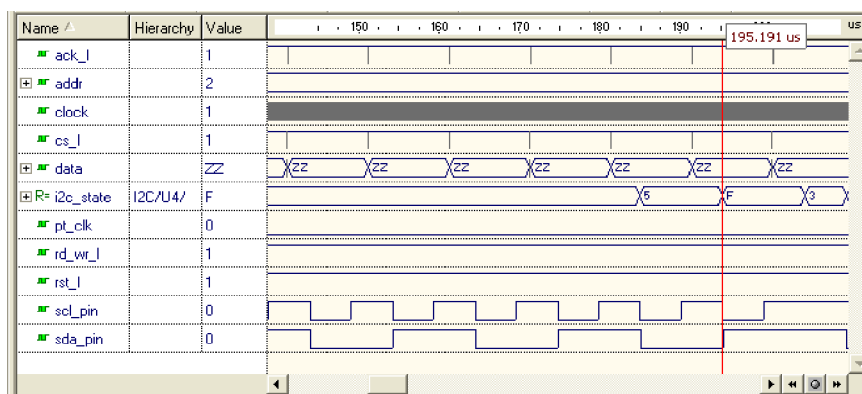 Name Hierarchy Value 150 160 170 180 190 us
195.191 us
ack_l 1
addr 2
clock 1
cs_l 1
data ZZ ZZ ZZ ZZ ZZ ZZ ZZ ZZ
R= i2c_state I2C/U4/ F 5 F 3
pt_clk 0
rd_wr_l 1
rst_l 1
scl_pin 0
sda_pin 0